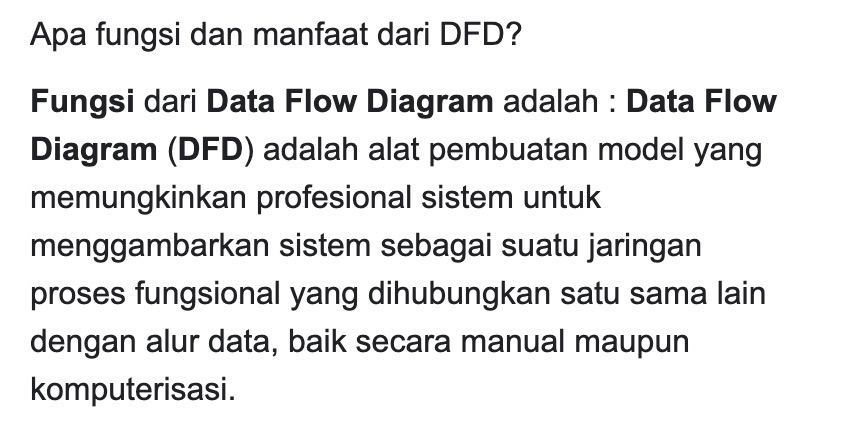 Apa fungsi dan manfaat dari DFD?
Fungsi dari Data Flow Diagram adalah : Data Flow
Diagram (DFD) adalah alat pembuatan model yang
memungkinkan profesional sistem untuk
menggambarkan sistem sebagai suatu jaringan
proses fungsional yang dihubungkan satu sama lain
dengan alur data, baik secara manual maupun
komputerisasi.